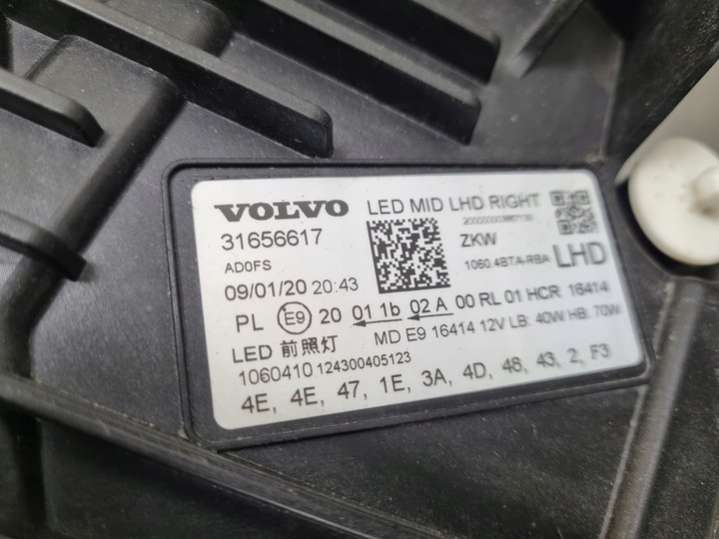 VOLVO LED MID LHD RIGHT
31656617
ZKW
AD0FS
1060.4BTA-RBA LHD
09/01/20 20:43
PL E9 20 01 1b 02 A 00 RL 01 HCR 16414
LED 前照灯 MD E9 16414 12V LB: 40W HB: 70W
1060410 124300405123
4E, 4E, 47, 1E, 3A, 4D, 48, 43, 2, F3